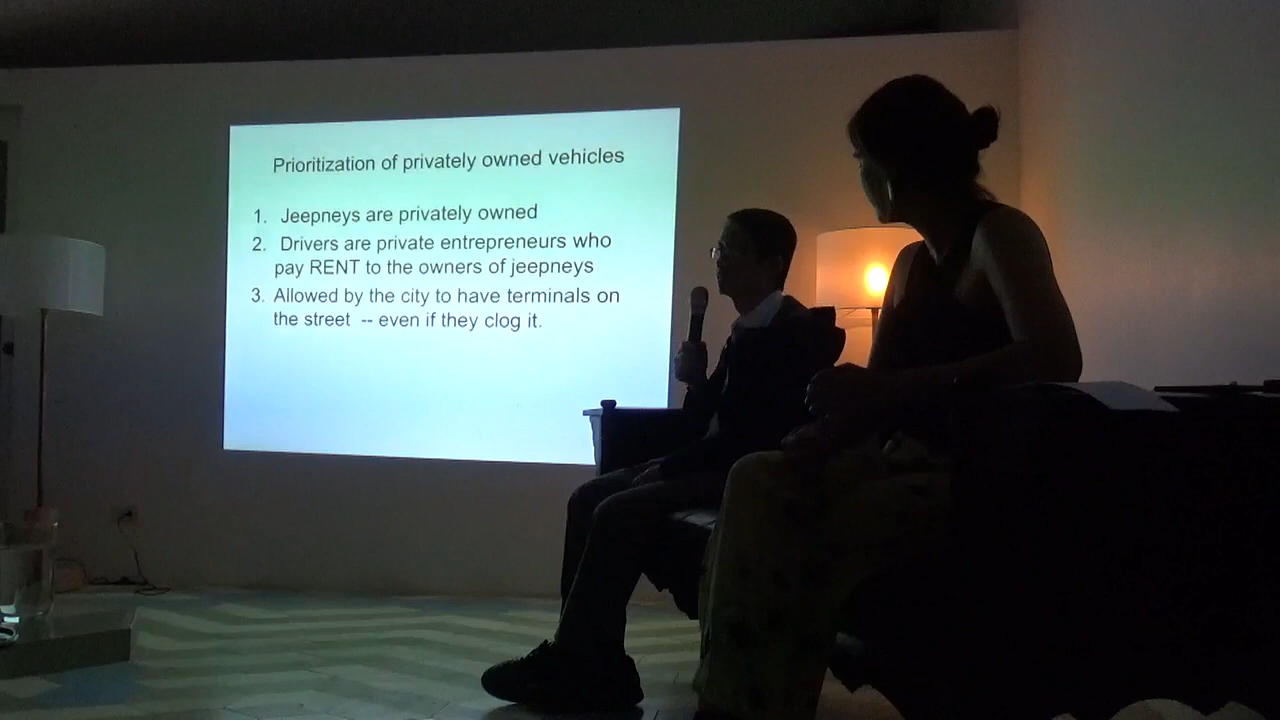 Prioritization of privately owned vehicles
1. Jeepneys are privately owned
2. Drivers are private entrepreneurs who
pay RENT to the owners of jeepneys
3. Allowed by the city to have terminals on
the street -- even if they clog it.